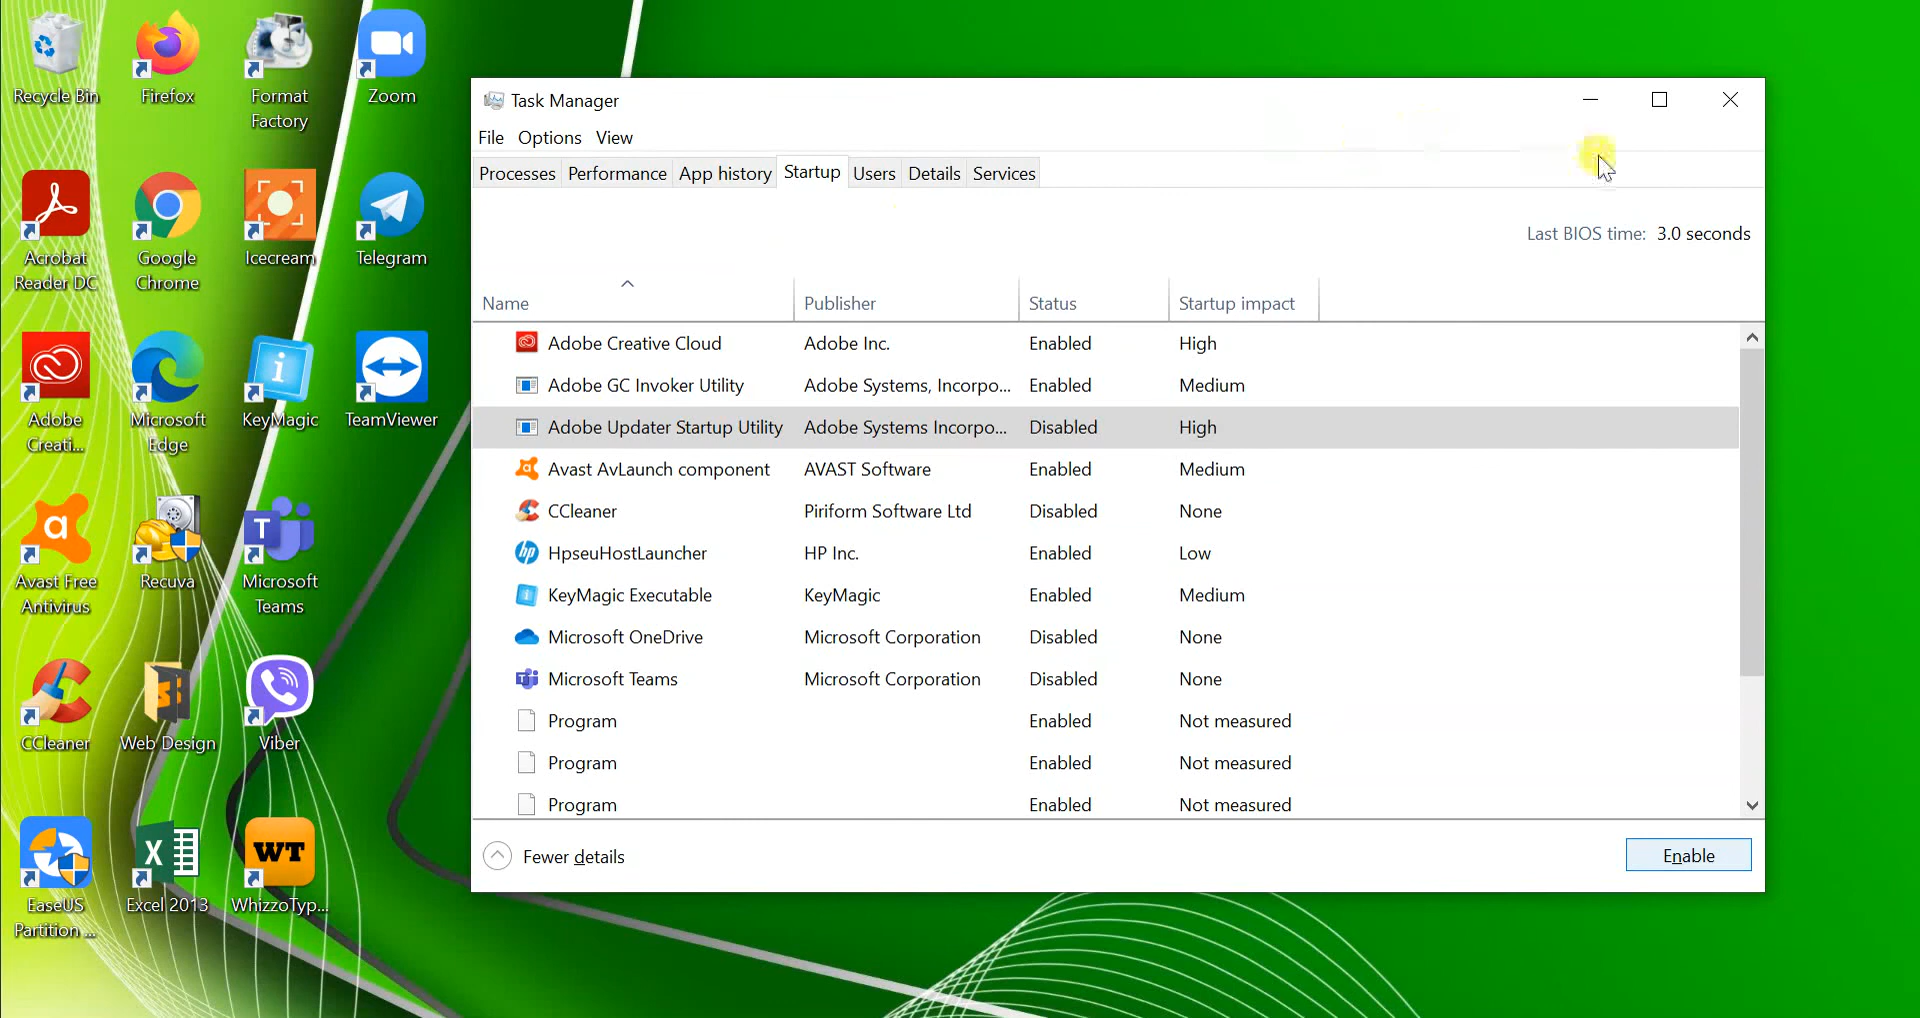 Recycle Bin
Firefox
Format
Factory
Zoom
Acrobat
Reader DC
Google
Chrome
Icecream
Telegram
Adobe
Creati...
Microsoft
Edge
KeyMagic
TeamViewer
Avast Free
Antivirus
Recuva
Microsoft
Teams
CCleaner
Web Design
Viber
EaseUS
Partition ...
Excel 2013
WT
WhizzoTyp...
Task Manager
File Options View
Processes Performance App history Startup Users Details Services
Last BIOS time: 3.0 seconds
Name Publisher Status Startup impact
Adobe Creative Cloud Adobe Inc. Enabled High
Adobe GC Invoker Utility Adobe Systems, Incorpo... Enabled Medium
Adobe Updater Startup Utility Adobe Systems Incorpo... Disabled High
Avast AvLaunch component AVAST Software Enabled Medium
CCleaner Piriform Software Ltd Disabled None
HpseuHostLauncher HP Inc. Enabled Low
KeyMagic Executable KeyMagic Enabled Medium
Microsoft OneDrive Microsoft Corporation Disabled None
Microsoft Teams Microsoft Corporation Disabled None
Program Enabled Not measured
Program Enabled Not measured
Program Enabled Not measured
Fewer details
Enable